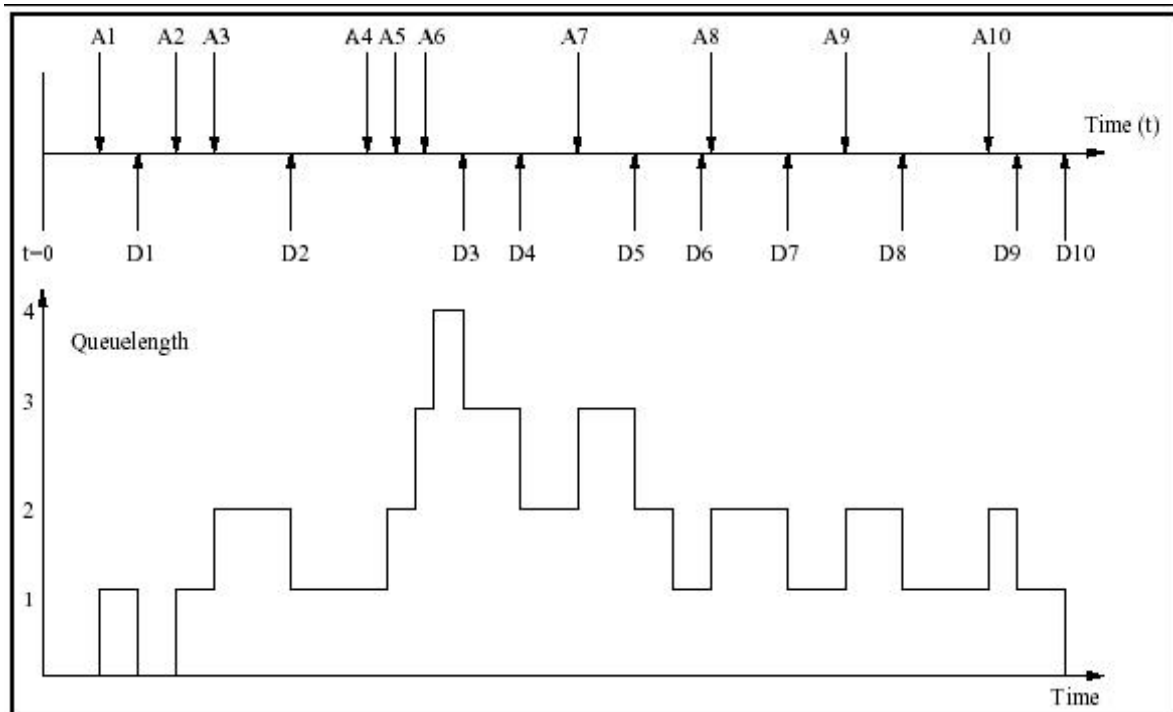 A1 A2 A3 A4 A5 A6 A7 A8 A9 A10
Time (t)
t=0 D1 D2 D3 D4 D5 D6 D7 D8 D9 D10
4
Queuelength
3
2
1
Time